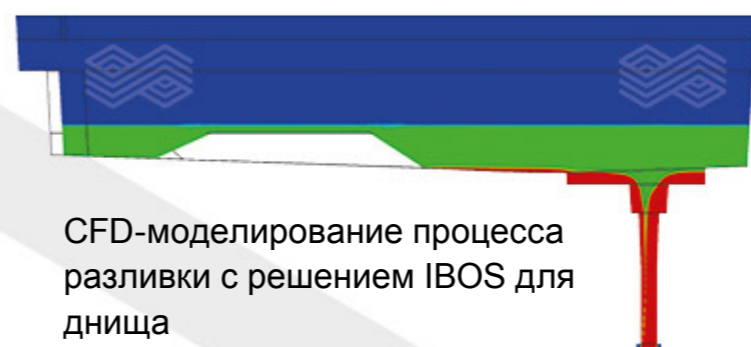 CFD-моделирование процесса
разливки с решением IBOS для
днища